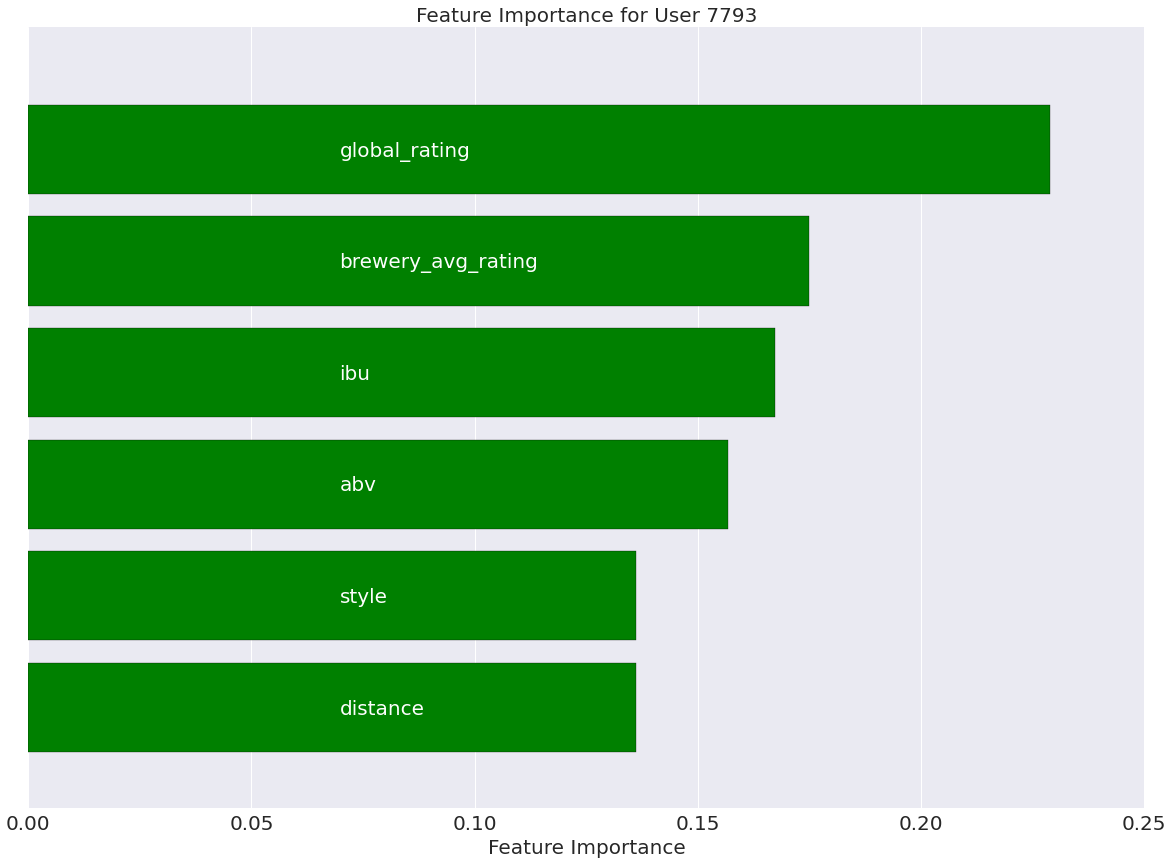 Feature Importance for User 7793
global_rating
brewery_avg_rating
ibu
abv
style
distance
0.00 0.05 0.10 0.15 0.20 0.25
Feature Importance